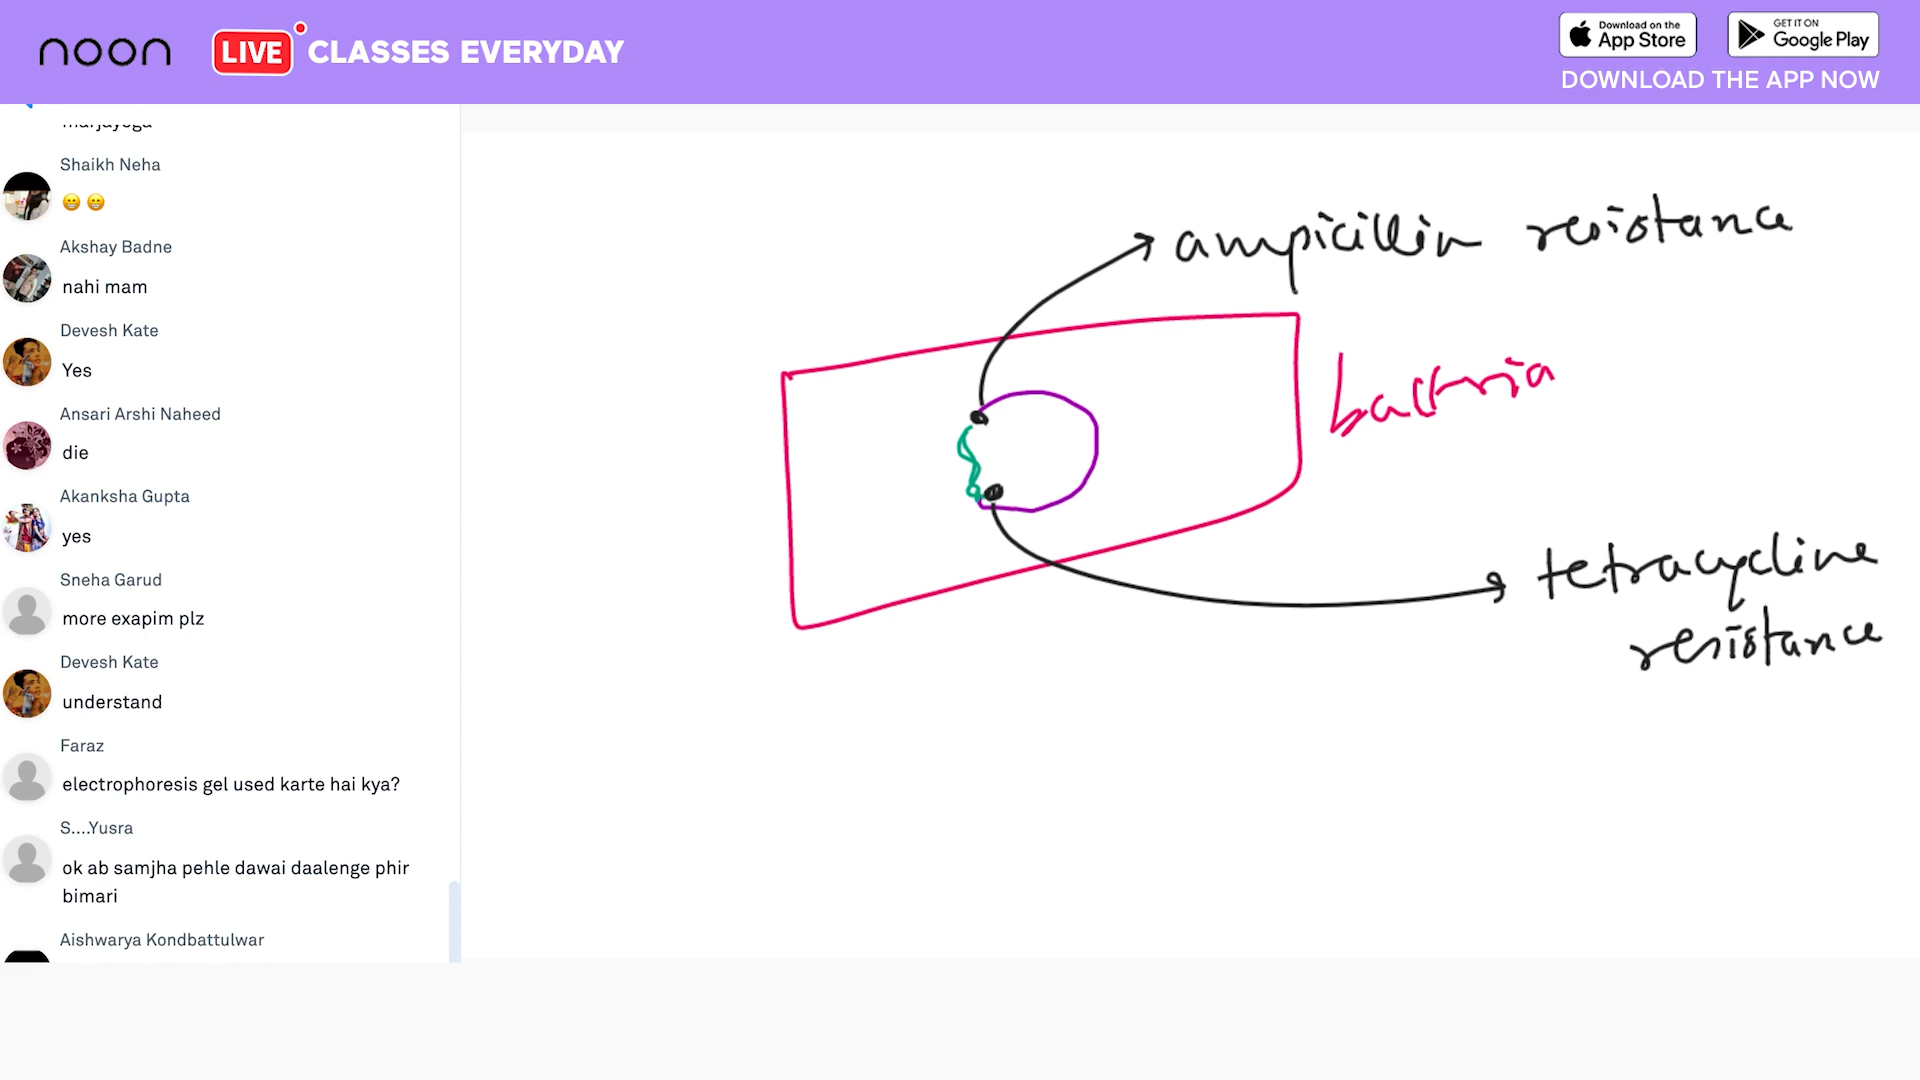 noon LIVE CLASSES EVERYDAY
Download on the App Store
GET IT ON Google Play
DOWNLOAD THE APP NOW
Shaikh Neha
😁 😁
Akshay Badne
nahi mam
Devesh Kate
Yes
Ansari Arshi Naheed
die
Akanksha Gupta
yes
Sneha Garud
more exapim plz
Devesh Kate
understand
Faraz
electrophoresis gel used karte hai kya?
S....Yusra
ok ab samjha pehle dawai daalenge phir
bimari
Aishwarya Kondbattulwar
ampicillin resistance
bacteria
tetracycline
resistance